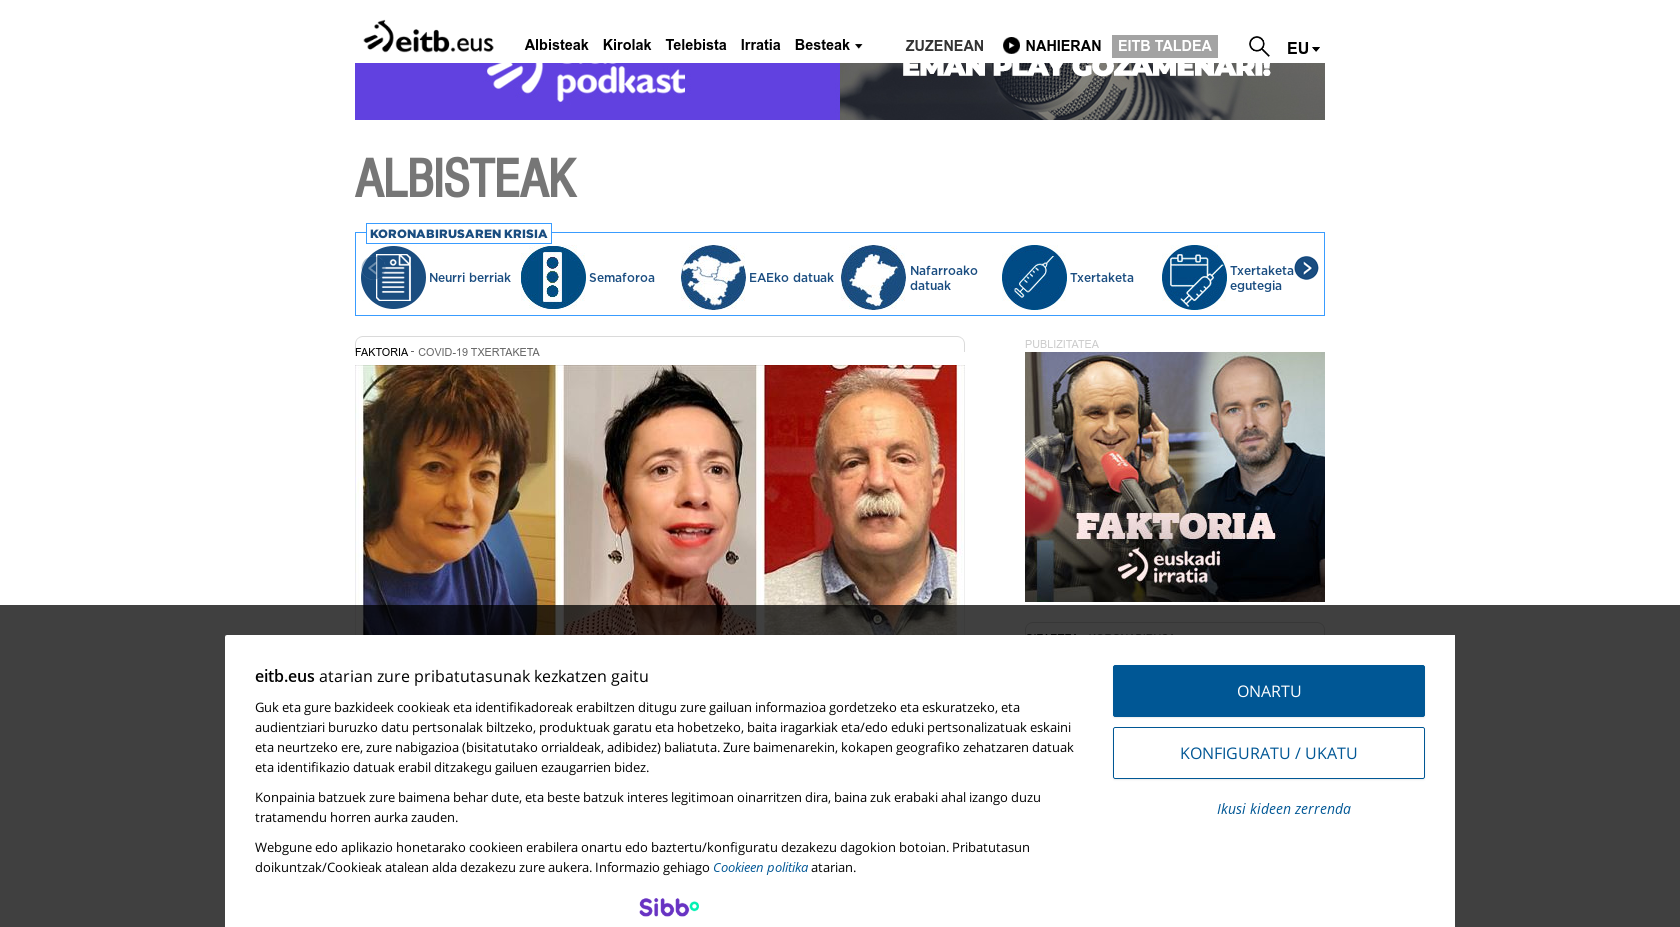 eitb.eus
Albisteak Kirolak Telebista Irratia Besteak
ZUZENEAN NAHIERAN EITB TALDEA EU
podkast
EMAN PLAY GOZAMENARI!
ALBISTEAK
KORONABIRUSAREN KRISIA
Neurri berriak
Semaforoa
EAEko datuak
Nafarroako
datuak
Txertaketa
Txertaketa
egutegia
FAKTORIA - COVID-19 TXERTAKETA
PUBLIZITATEA
FAKTORIA
euskadi
irratia
eitb.eus atarian zure pribatutasunak kezkatzen gaitu
Guk eta gure bazkideek cookieak eta identifikadoreak erabiltzen ditugu zure gailuan informazioa gordetzeko eta eskuratzeko, eta
audientziari buruzko datu pertsonalak biltzeko, produktuak garatu eta hobetzeko, baita iragarkiak eta/edo eduki pertsonalizatuak eskaini
eta neurtzeko ere, zure nabigazioa (bisitatutako orrialdeak, adibidez) baliatuta. Zure baimenarekin, kokapen geografiko zehatzaren datuak
eta identifikazio datuak erabil ditzakegu gailuen ezaugarrien bidez.
Konpainia batzuek zure baimena behar dute, eta beste batzuk interes legitimoan oinarritzen dira, baina zuk erabaki ahal izango duzu
tratamendu horren aurka zauden.
Webgune edo aplikazio honetarako cookieen erabilera onartu edo baztertu/konfiguratu dezakezu dagokion botoian. Pribatutasun
doikuntzak/Cookieak atalean alda dezakezu zure aukera. Informazio gehiago Cookieen politika atarian.
ONARTU
KONFIGURATU / UKATU
Ikusi kideen zerrenda
Sibbo